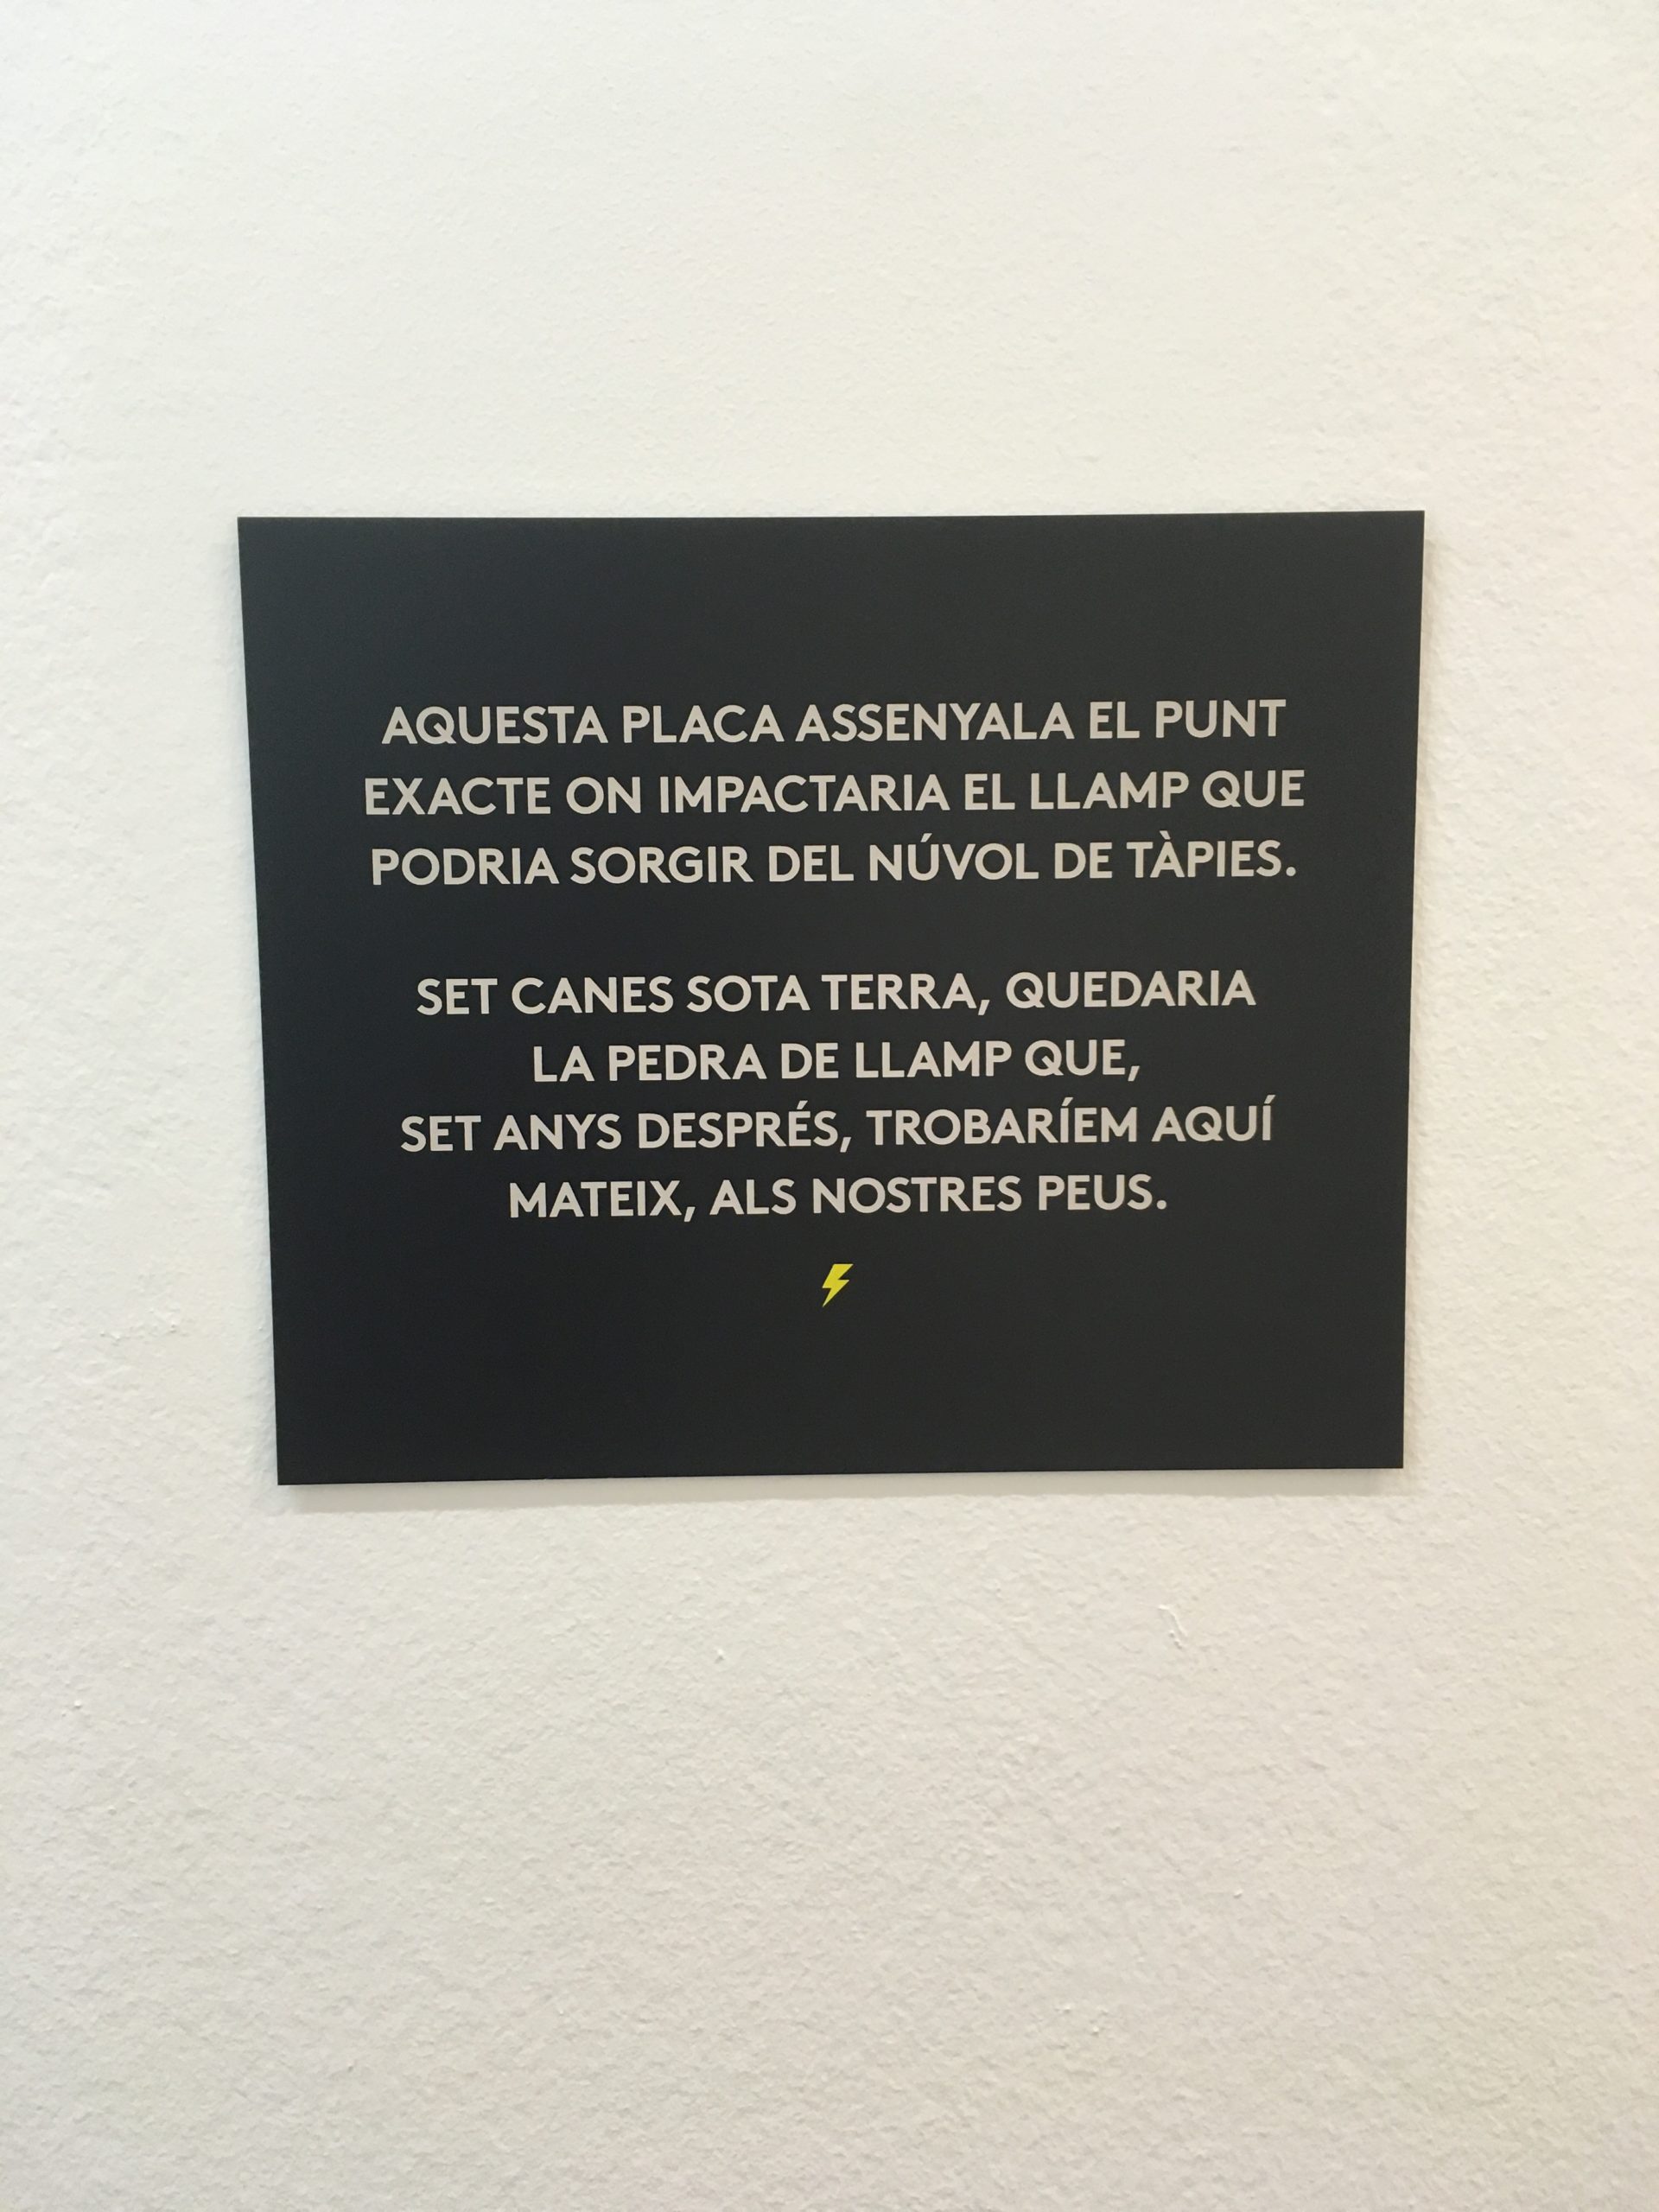 AQUESTA PLACA ASSENYALA EL PUNT
EXACTE ON IMPACTARIA EL LLAMP QUE
PODRIA SORGIR DEL NÚVOL DE TÀPIES.
SET CANES SOTA TERRA, QUEDARIA
LA PEDRA DE LLAMP QUE,
SET ANYS DESPRÉS, TROBARÍEM AQUÍ
MATEIX, ALS NOSTRES PEUS.